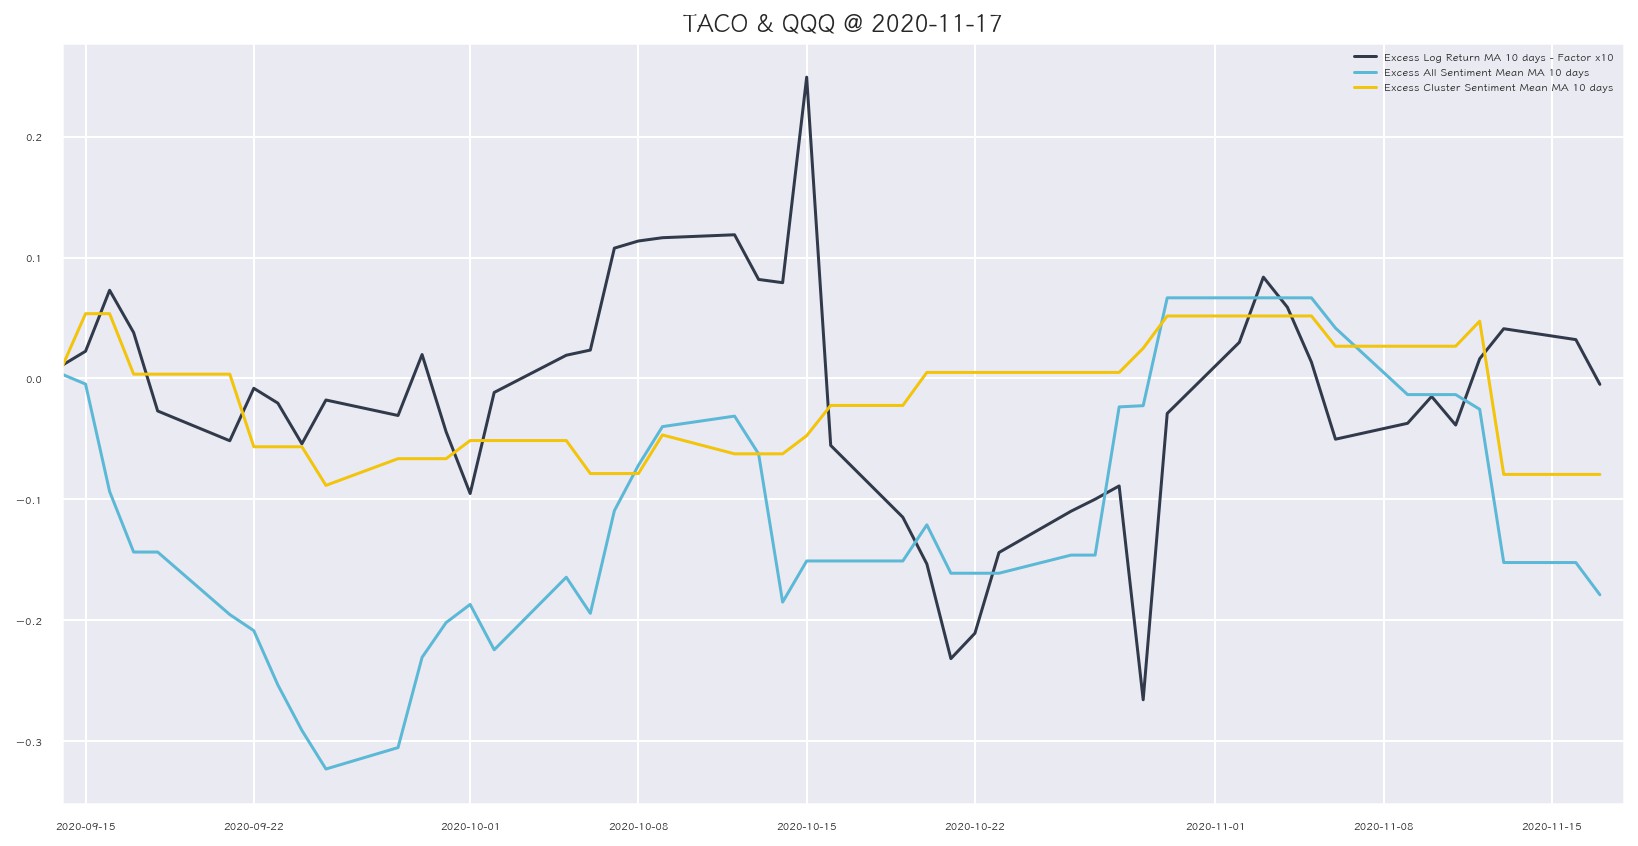 TACO & QQQ @ 2020-11-17
Excess Log Return MA 10 days - Factor x10
Excess All Sentiment Mean MA 10 days
Excess Cluster Sentiment Mean MA 10 days
0.2
0.1
0.0
−0.1
−0.2
−0.3
2020-09-15 2020-09-22 2020-10-01 2020-10-08 2020-10-15 2020-10-22 2020-11-01 2020-11-08 2020-11-15